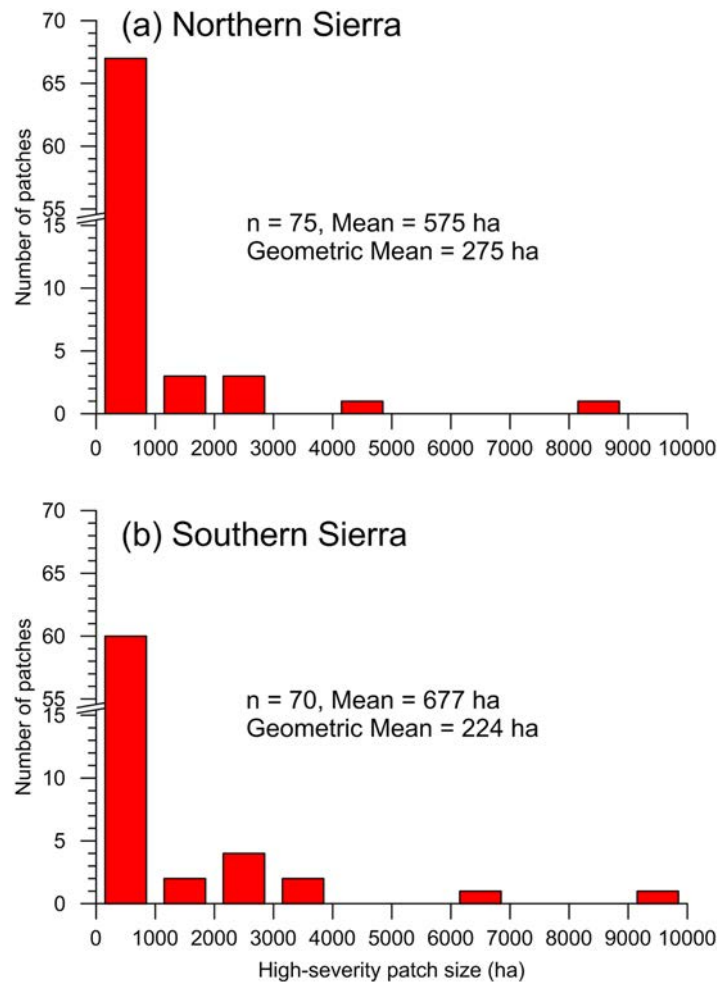 (a) Northern Sierra
70
65
60
55
15
10
5
0
Number of patches
n = 75, Mean = 575 ha
Geometric Mean = 275 ha
0 1000 2000 3000 4000 5000 6000 7000 8000 9000 10000
(b) Southern Sierra
70
65
60
55
15
10
5
0
Number of patches
n = 70, Mean = 677 ha
Geometric Mean = 224 ha
0 1000 2000 3000 4000 5000 6000 7000 8000 9000 10000
High-severity patch size (ha)